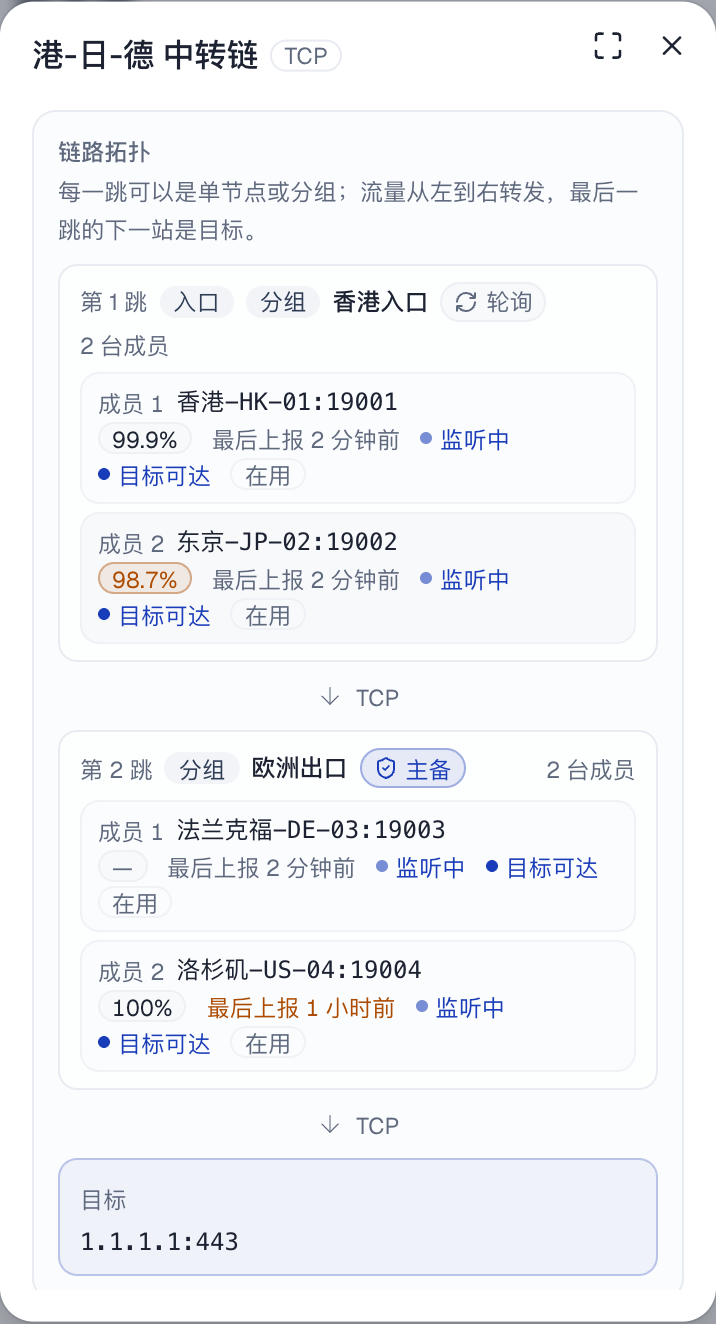 港-日-德 中转链 TCP
链路拓扑
每一跳可以是单节点或分组；流量从左到右转发，最后一
跳的下一站是目标。
第 1 跳 入口 分组 香港入口 轮询
2 台成员
成员 1 香港-HK-01:19001
99.9% 最后上报 2 分钟前 监听中
目标可达 在用
成员 2 东京-JP-02:19002
98.7% 最后上报 2 分钟前 监听中
目标可达 在用
↓ TCP
第 2 跳 分组 欧洲出口 主备 2 台成员
成员 1 法兰克福-DE-03:19003
— 最后上报 2 分钟前 监听中 目标可达
在用
成员 2 洛杉矶-US-04:19004
100% 最后上报 1 小时前 监听中
目标可达 在用
↓ TCP
目标
1.1.1.1:443